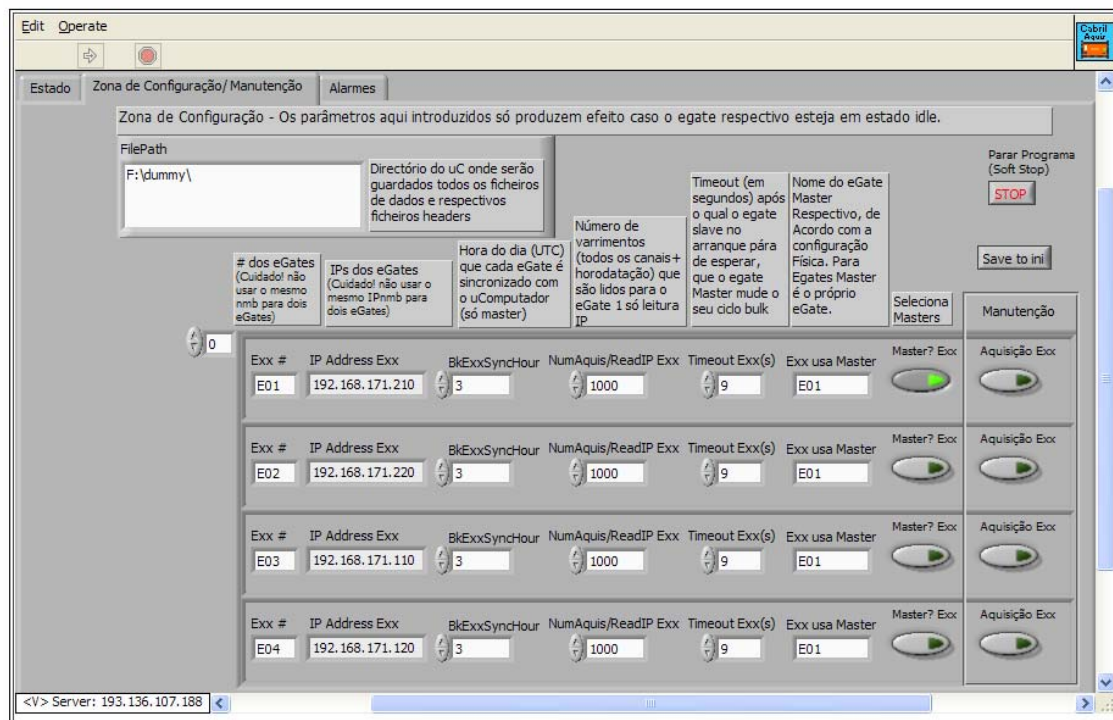 Edit Operate
Cabril
Aquis
Estado
Zona de Configuração/Manutenção
Alarmes
Zona de Configuração - Os parâmetros aqui introduzidos só produzem efeito caso o egate respectivo esteja em estado idle.
FilePath
F:\dummy\
Directório do uC onde serão
guardados todos os ficheiros
de dados e respectivos
ficheiros headers
Parar Programa
(Soft Stop)
STOP
Save to ini
# dos eGates
(Cuidado! não
usar o mesmo
nmb para dois
eGates)
IPs dos eGates
(Cuidado! não usar o
mesmo IPnmb para
dois eGates)
Hora do dia (UTC)
que cada eGate é
sincronizado com
o uComputador
(só master)
Número de
varrimentos
(todos os canais+
horodatação) que
são lidos para o
eGate 1 só leitura
IP
Timeout (em
segundos) após
o qual o egate
slave no
arranque pára
de esperar,
que o egate
Master mude o
seu ciclo bulk
Nome do eGate
Master
Respectivo, de
Acordo com a
configuração
Física. Para
Egates Master
é o próprio
eGate.
Seleciona
Masters
Manutenção
0
Exx # IP Address Exx BkExxSyncHour NumAquis/ReadIP Exx Timeout Exx(s) Exx usa Master Master? Exx Aquisição Exx
E01 192.168.171.210 3 1000 9 E01
Exx # IP Address Exx BkExxSyncHour NumAquis/ReadIP Exx Timeout Exx(s) Exx usa Master Master? Exx Aquisição Exx
E02 192.168.171.220 3 1000 9 E01
Exx # IP Address Exx BkExxSyncHour NumAquis/ReadIP Exx Timeout Exx(s) Exx usa Master Master? Exx Aquisição Exx
E03 192.168.171.110 3 1000 9 E01
Exx # IP Address Exx BkExxSyncHour NumAquis/ReadIP Exx Timeout Exx(s) Exx usa Master Master? Exx Aquisição Exx
E04 192.168.171.120 3 1000 9 E01
<V> Server: 193.136.107.188